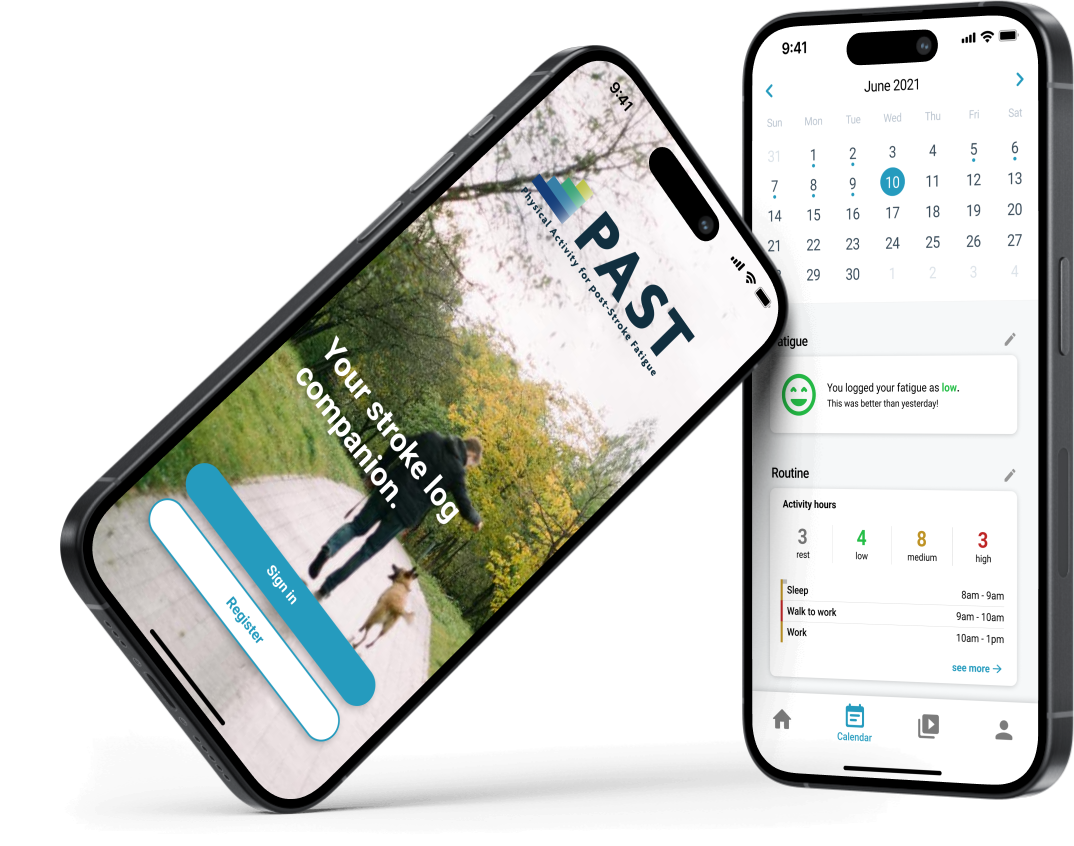 9:41
PAST
Physical Activity for post-Stroke Fatigue
Your stroke log
companion.
Sign in
Register
9:41
June 2021
Sun Mon Tue Wed Thu Fri Sat
31 1 2 3 4 5 6
7 8 9 10 11 12 13
14 15 16 17 18 19 20
21 22 23 24 25 26 27
29 30 1 2 3 4
atigue
You logged your fatigue as low.
This was better than yesterday!
Routine
Activity hours
3 4 8 3
rest low medium high
Sleep 8am - 9am
Walk to work 9am - 10am
Work 10am - 1pm
see more →
Calendar